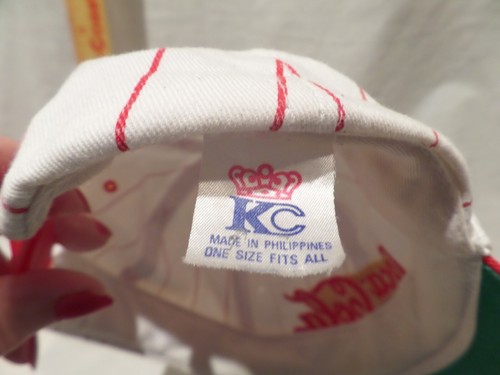 KC
MADE IN PHILIPPINES
ONE SIZE FITS ALL